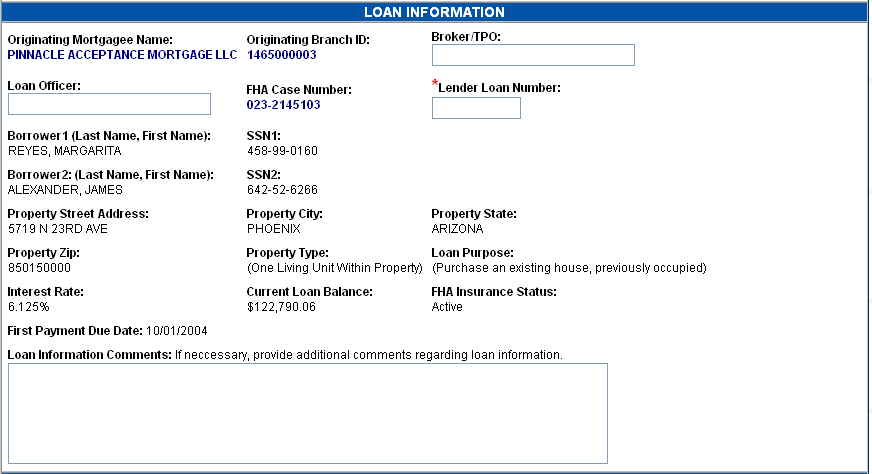 LOAN INFORMATION
Originating Mortgagee Name: Originating Branch ID: Broker/TPO:
PINNACLE ACCEPTANCE MORTGAGE LLC 1465000003
Loan Officer: FHA Case Number: *Lender Loan Number:
023-2145103
Borrower1 (Last Name, First Name): SSN1:
REYES, MARGARITA 458-99-0160
Borrower2: (Last Name, First Name): SSN2:
ALEXANDER, JAMES 642-52-6266
Property Street Address: Property City: Property State:
5719 N 23RD AVE PHOENIX ARIZONA
Property Zip: Property Type: Loan Purpose:
850150000 (One Living Unit Within Property) (Purchase an existing house, previously occupied)
Interest Rate: Current Loan Balance: FHA Insurance Status:
6.125% $122,790.06 Active
First Payment Due Date: 10/01/2004
Loan Information Comments: If neccessary, provide additional comments regarding loan information.